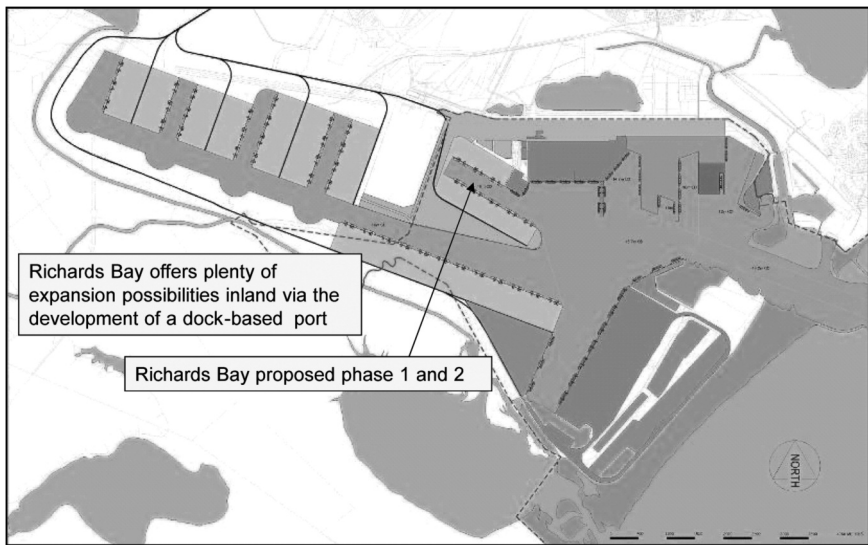 Richards Bay offers plenty of
expansion possibilities inland via the
development of a dock-based port
Richards Bay proposed phase 1 and 2
NORTH